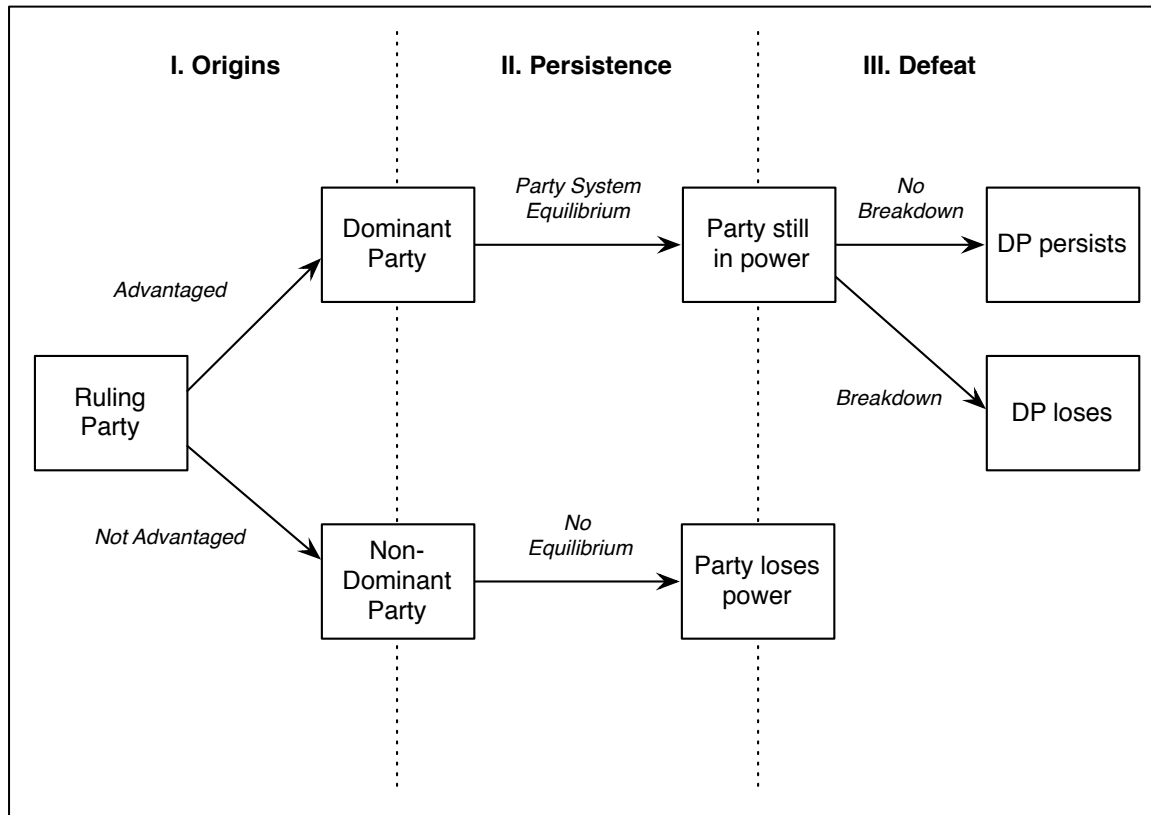 I. Origins
II. Persistence
III. Defeat
Party System
Equilibrium
No
Breakdown
Dominant
Party
Party still
in power
DP persists
Advantaged
Ruling
Party
Breakdown
DP loses
Not Advantaged
No
Equilibrium
Non-
Dominant
Party
Party loses
power